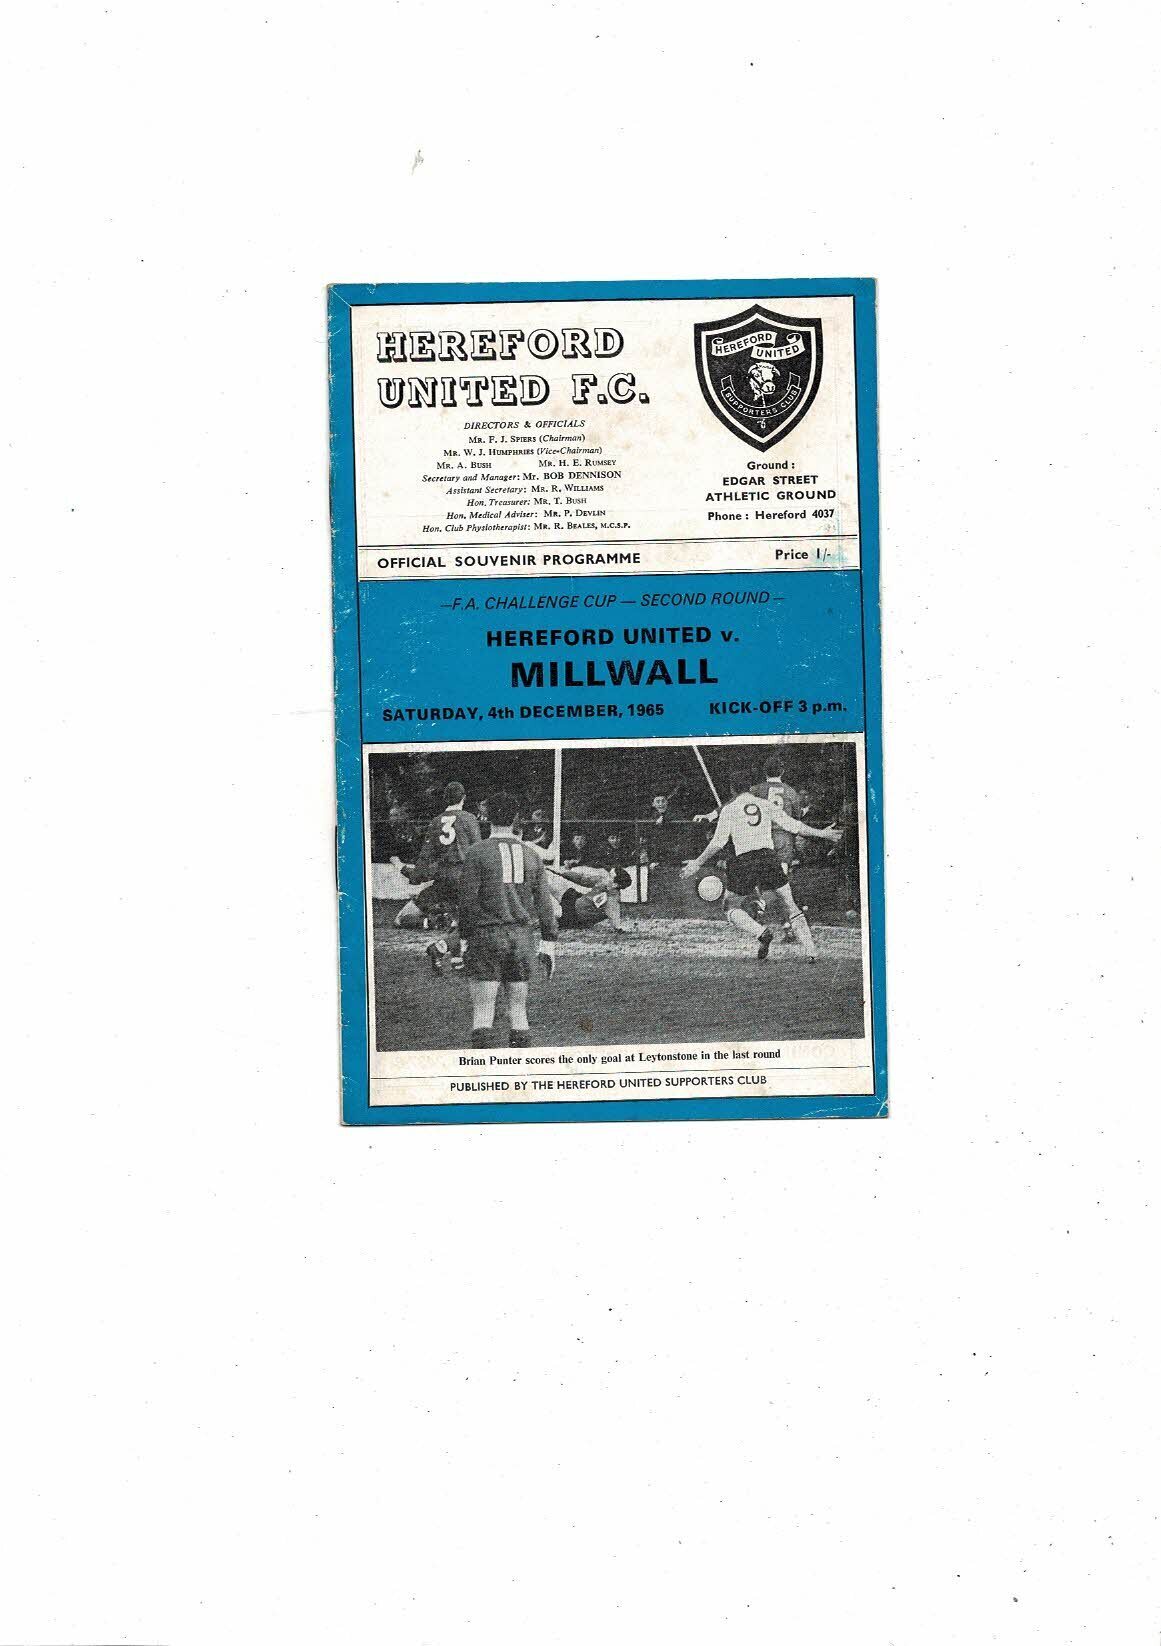 HEREFORD
UNITED F.C.
DIRECTORS & OFFICIALS
MR. F. J. SPIERS (Chairman)
MR. W. J. HUMPHRIES (Vice-Chairman)
MR. A. BUSH MR. H. E. RUMSEY
Secretary and Manager: Mr. BOB DENNISON
Assistant Secretary: MR. R. WILLIAMS
Hon. Treasurer: MR. T. BUSH
Hon. Medical Adviser: MR. P. DEVLIN
Hon. Club Physiotherapist: MR. R. BEALES, M.C.S.P.
HEREFORD
UNITED
SUPPORTERS CLUB
Ground :
EDGAR STREET
ATHLETIC GROUND
Phone : Hereford 4037
OFFICIAL SOUVENIR PROGRAMME
Price 1/-
—F.A. CHALLENGE CUP — SECOND ROUND—
HEREFORD UNITED v.
MILLWALL
SATURDAY, 4th DECEMBER, 1965 KICK-OFF 3 p.m.
3
11
9
5
Brian Punter scores the only goal at Leytonstone in the last round
PUBLISHED BY THE HEREFORD UNITED SUPPORTERS CLUB